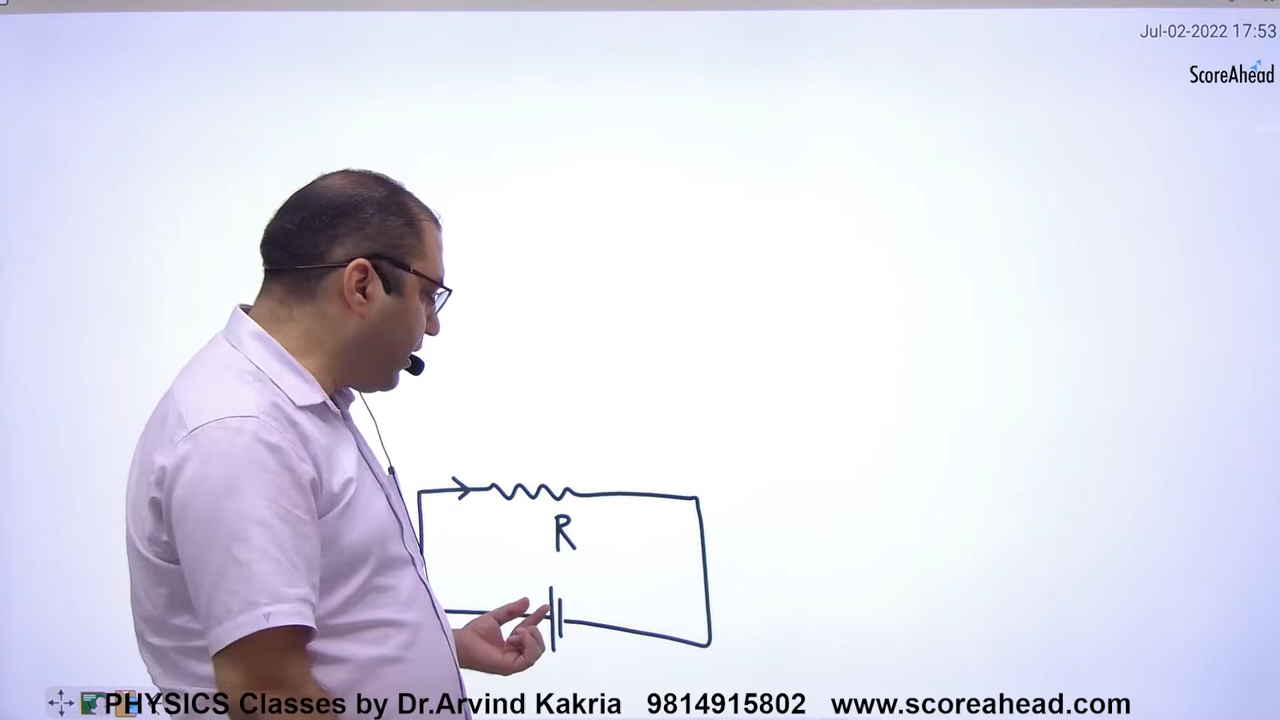 Jul-02-2022 17:53
ScoreAhead
R
PHYSICS Classes by Dr.Arvind Kakria 9814915802 www.scoreahead.com